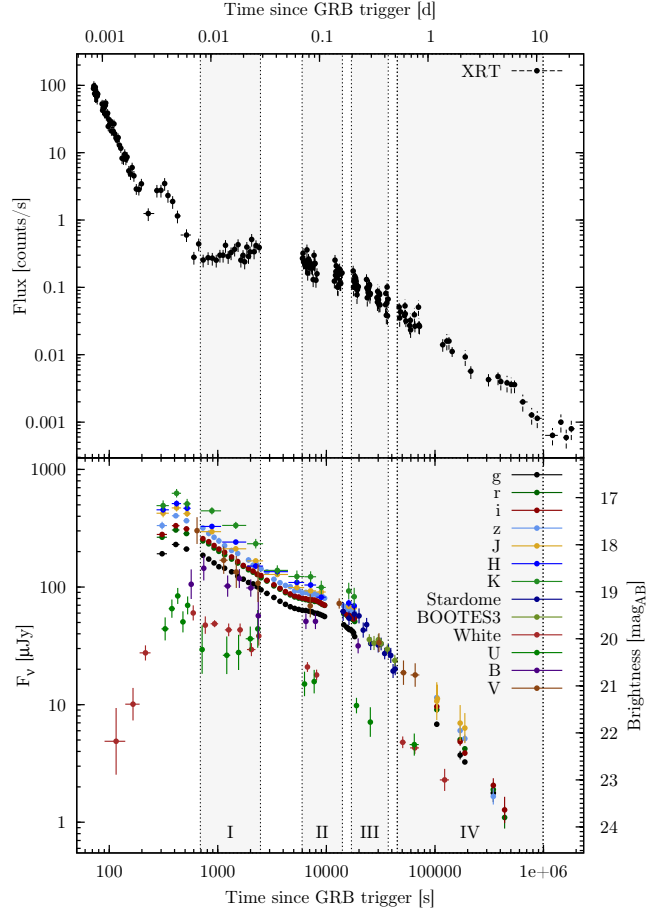 Time since GRB trigger [d]
0.001 0.01 0.1 1 10
XRT
100
10
1
0.1
0.01
0.001
Flux [counts/s]
1000
100
10
1
F_ν [µJy]
g
r
i
z
J
H
K
Stardome
BOOTES3
White
U
B
V
17
18
19
20
21
22
23
24
Brightness [mag_AB]
I II III IV
100 1000 10000 100000 1e+06
Time since GRB trigger [s]